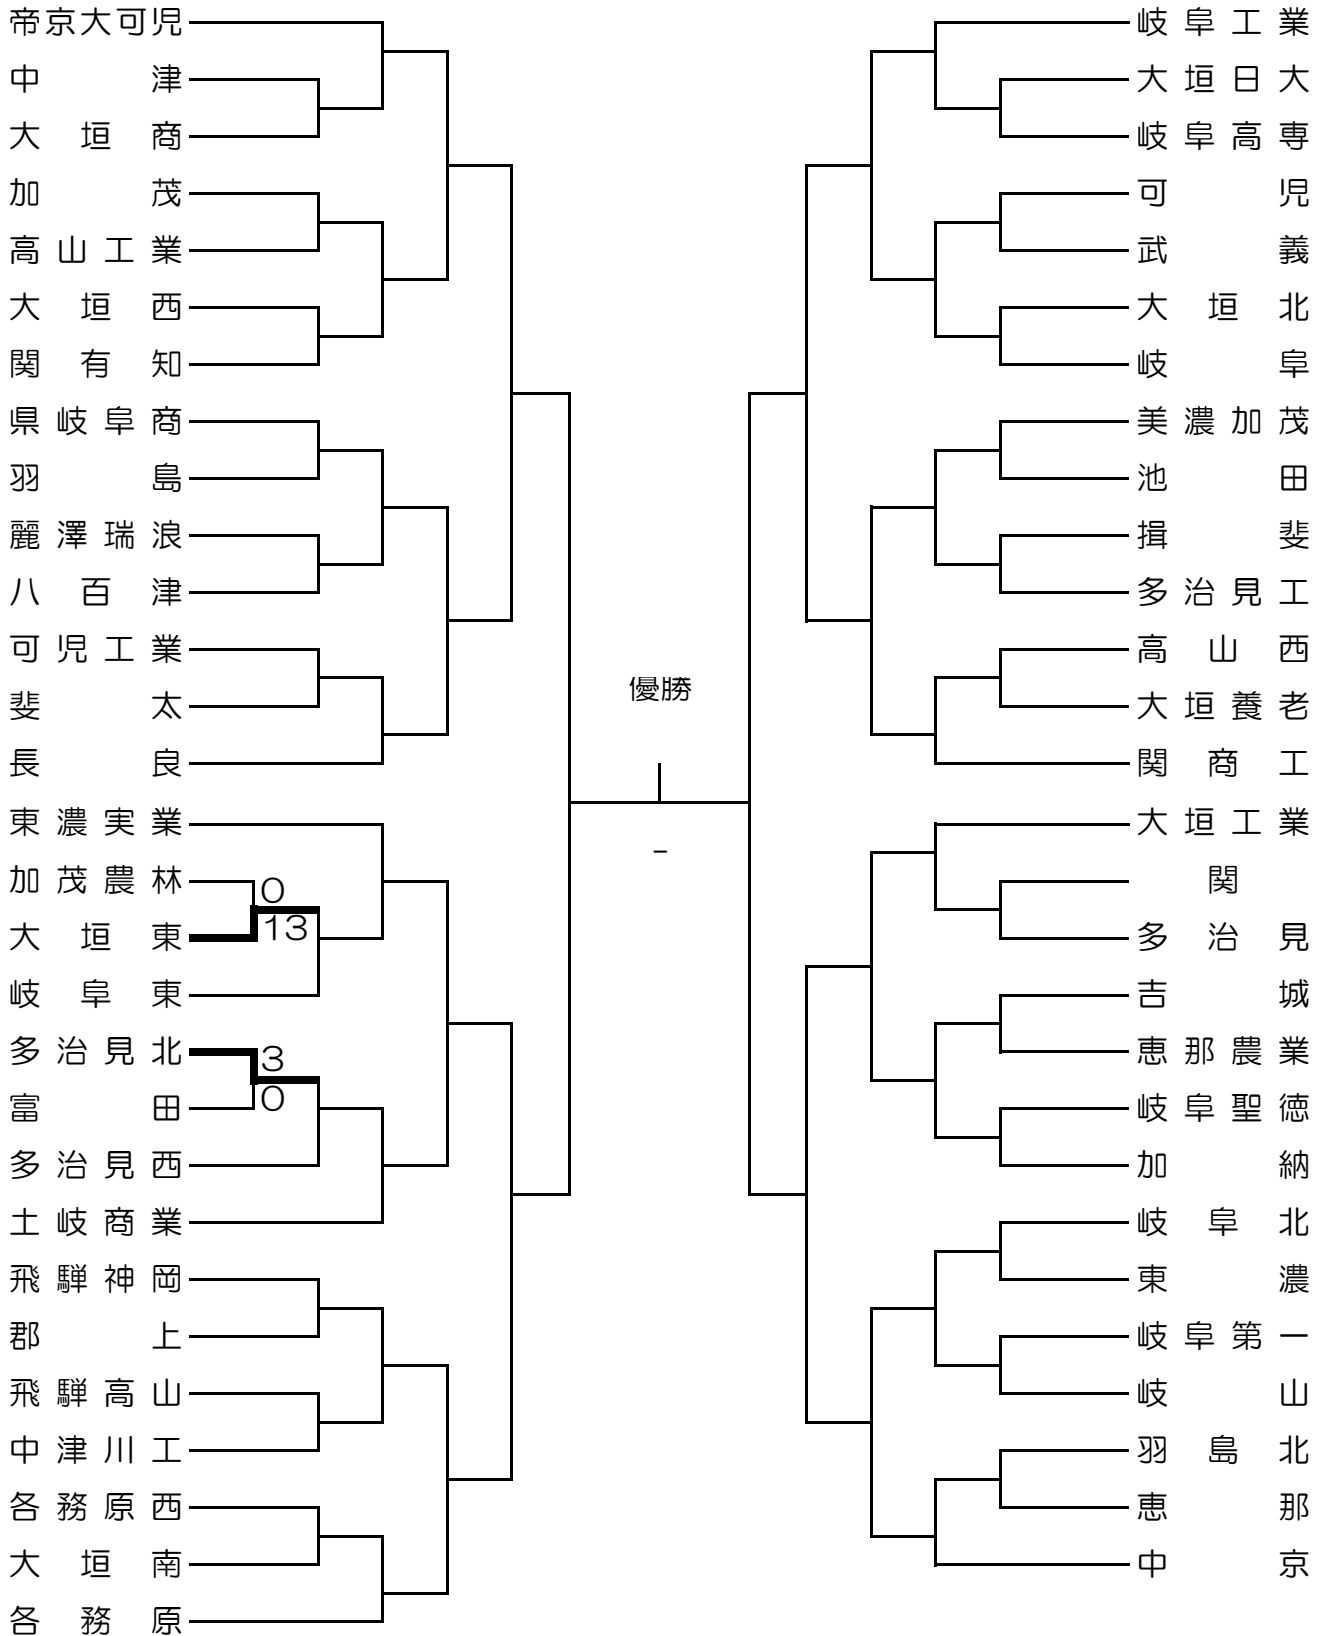 帝京大可児
中津
大垣商
加茂
高山工業
大垣西
関有知
県岐阜商
羽島
麗澤瑞浪
八百津
可児工業
斐太
長良
東濃実業
加茂農林
0
13
大垣東
岐阜東
多治見北
3
0
富田
多治見西
土岐商業
飛騨神岡
郡上
飛騨高山
中津川工
各務原西
大垣南
各務原
優勝
-
岐阜工業
大垣日大
岐阜高専
可児
武義
大垣北
岐阜
美濃加茂
池田
揖斐
多治見工
高山西
大垣養老
関商工
大垣工業
関
多治見
吉城
恵那農業
岐阜聖徳
加納
岐阜北
東濃
岐阜第一
岐山
羽島北
恵那
中京